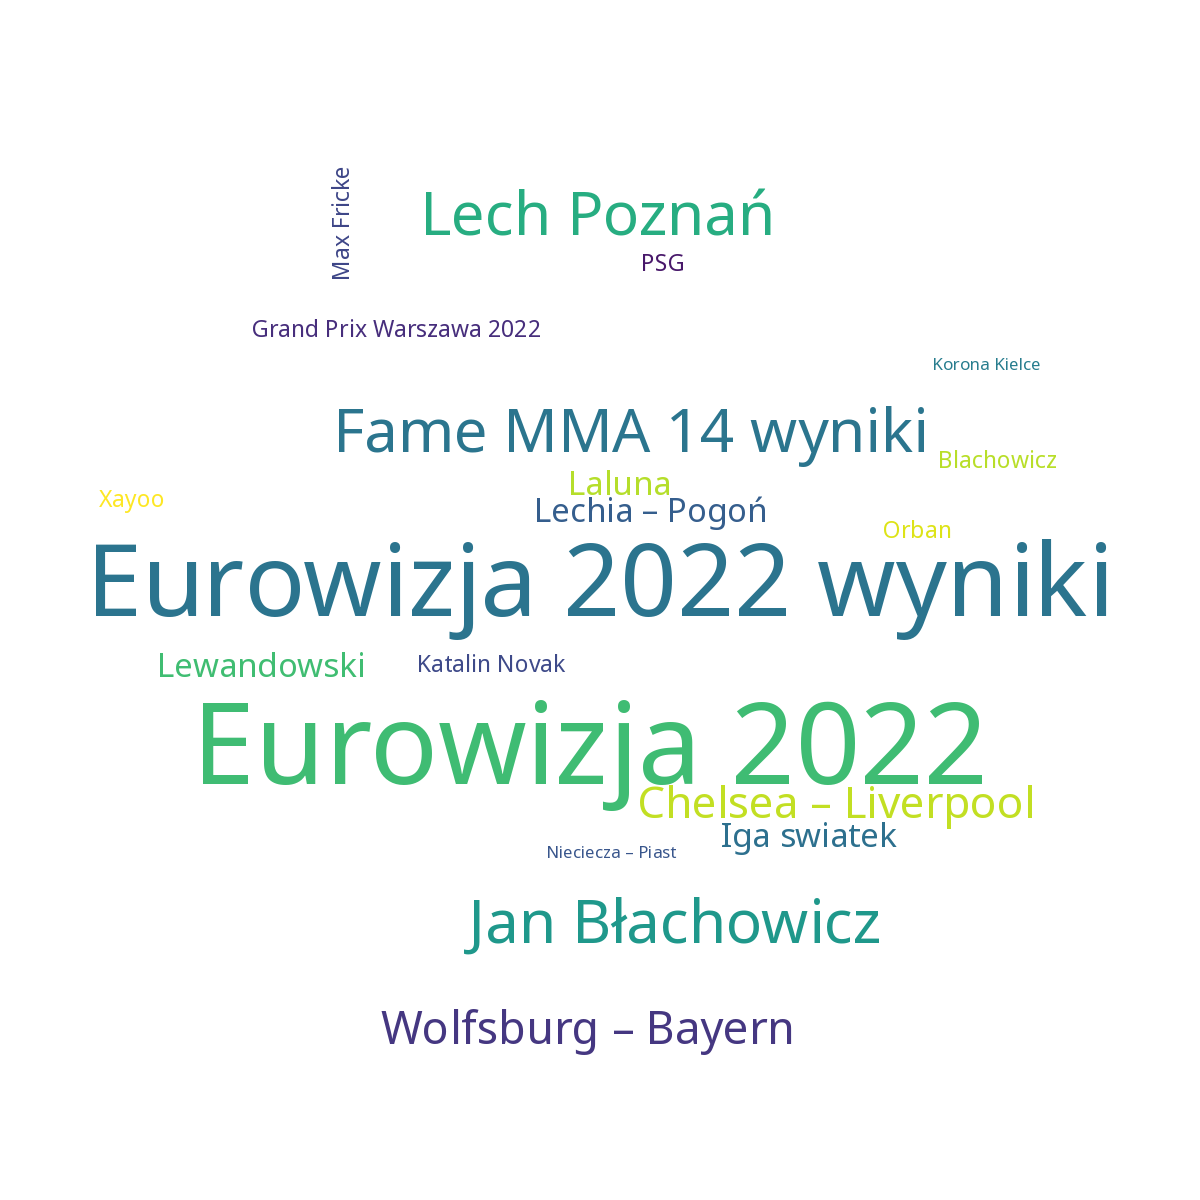 Max Fricke
Lech Poznań
PSG
Grand Prix Warszawa 2022
Korona Kielce
Fame MMA 14 wyniki
Blachowicz
Laluna
Xayoo
Lechia – Pogoń
Orban
Eurowizja 2022 wyniki
Lewandowski
Katalin Novak
Eurowizja 2022
Chelsea – Liverpool
Iga swiatek
Nieciecza – Piast
Jan Błachowicz
Wolfsburg – Bayern